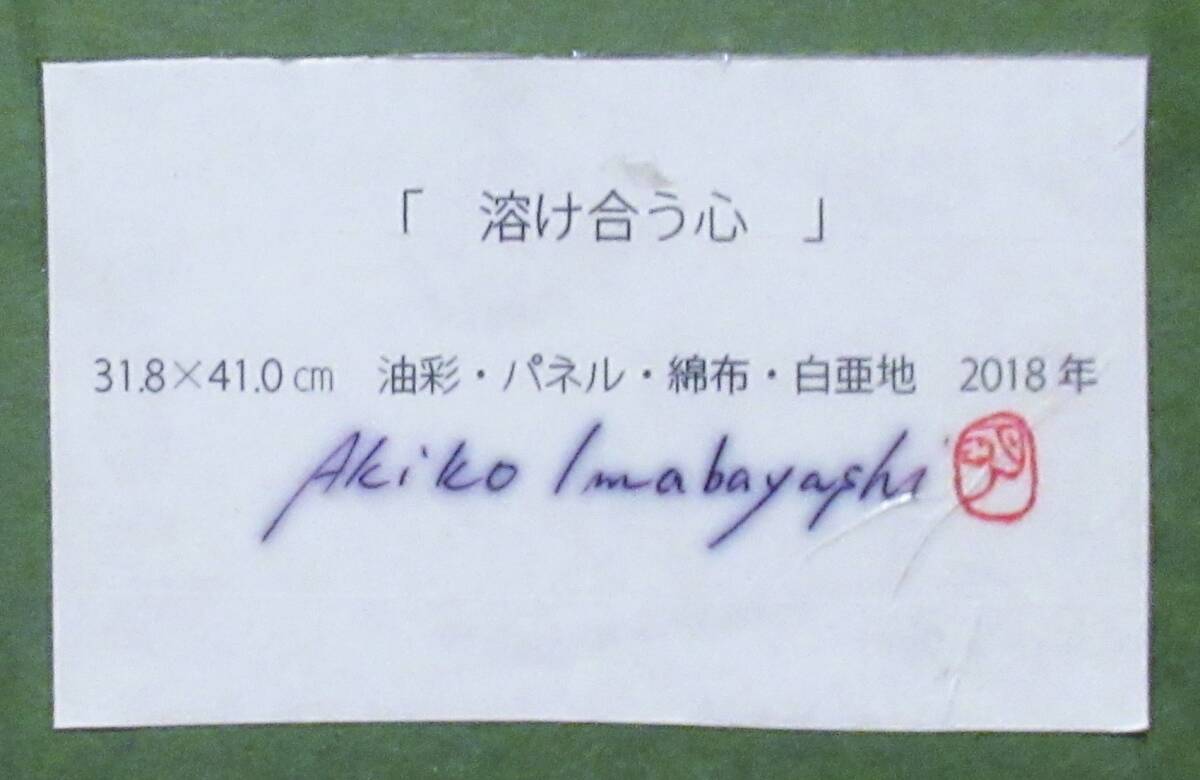 「　溶け合う心　」
31.8×41.0㎝　油彩・パネル・綿布・白亜地　2018年
Akiko Imabayashi